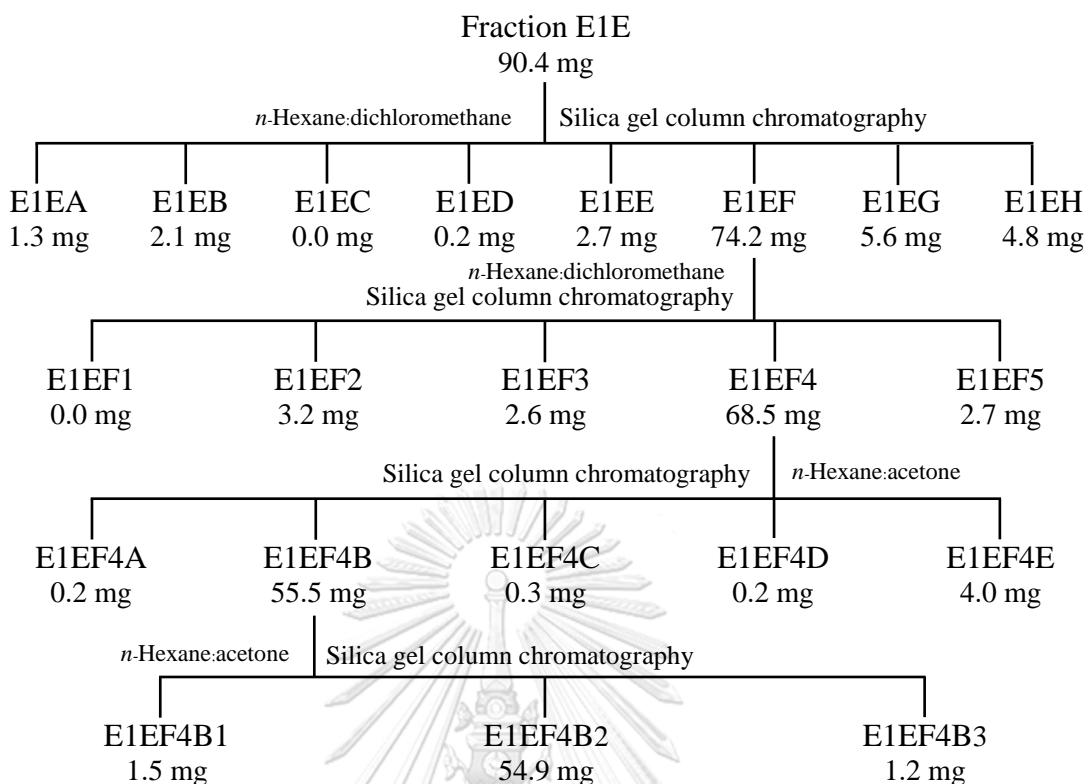 Fraction E1E
90.4 mg
n-Hexane:dichloromethane Silica gel column chromatography
E1EA E1EB E1EC E1ED E1EE E1EF E1EG E1EH
1.3 mg 2.1 mg 0.0 mg 0.2 mg 2.7 mg 74.2 mg 5.6 mg 4.8 mg
n-Hexane:dichloromethane
Silica gel column chromatography
E1EF1 E1EF2 E1EF3 E1EF4 E1EF5
0.0 mg 3.2 mg 2.6 mg 68.5 mg 2.7 mg
Silica gel column chromatography n-Hexane:acetone
E1EF4A E1EF4B E1EF4C E1EF4D E1EF4E
0.2 mg 55.5 mg 0.3 mg 0.2 mg 4.0 mg
n-Hexane:acetone Silica gel column chromatography
E1EF4B1 E1EF4B2 E1EF4B3
1.5 mg 54.9 mg 1.2 mg